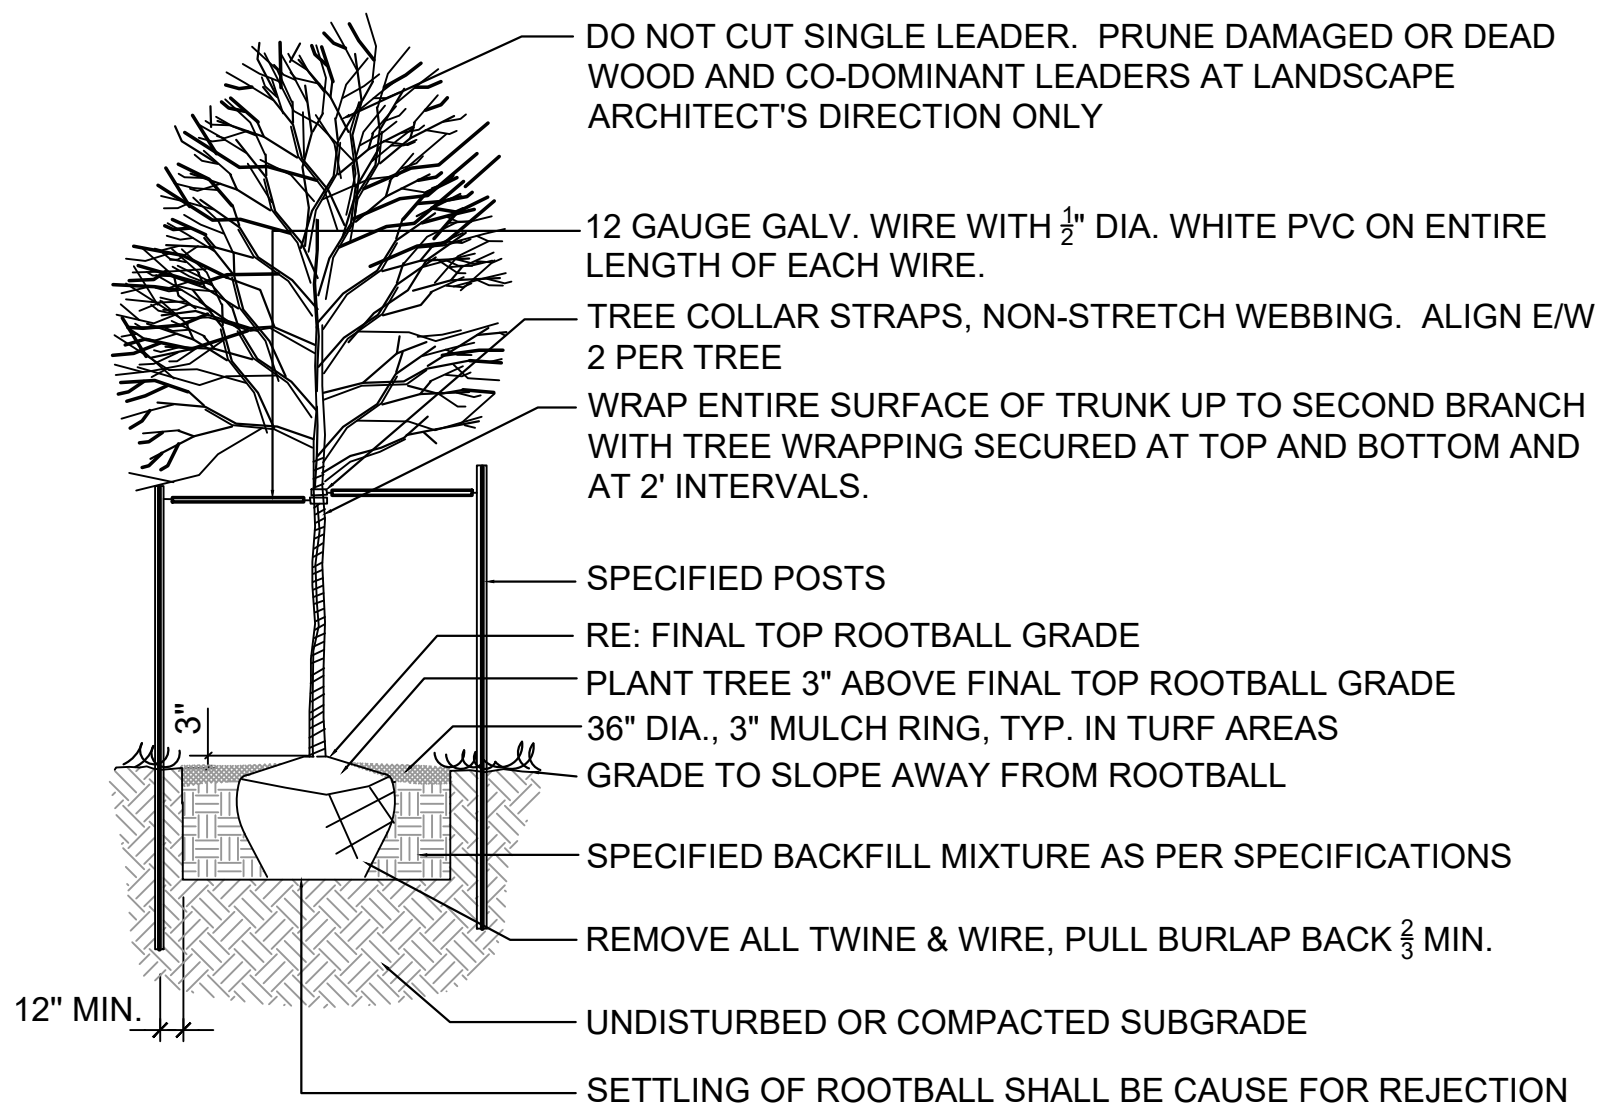 DO NOT CUT SINGLE LEADER.  PRUNE DAMAGED OR DEAD
WOOD AND CO-DOMINANT LEADERS AT LANDSCAPE
ARCHITECT'S DIRECTION ONLY
12 GAUGE GALV. WIRE WITH ½" DIA. WHITE PVC ON ENTIRE
LENGTH OF EACH WIRE.
TREE COLLAR STRAPS, NON-STRETCH WEBBING.  ALIGN E/W
2 PER TREE
WRAP ENTIRE SURFACE OF TRUNK UP TO SECOND BRANCH
WITH TREE WRAPPING SECURED AT TOP AND BOTTOM AND
AT 2' INTERVALS.
SPECIFIED POSTS
RE: FINAL TOP ROOTBALL GRADE
PLANT TREE 3" ABOVE FINAL TOP ROOTBALL GRADE
3"
36" DIA., 3" MULCH RING, TYP. IN TURF AREAS
GRADE TO SLOPE AWAY FROM ROOTBALL
SPECIFIED BACKFILL MIXTURE AS PER SPECIFICATIONS
REMOVE ALL TWINE & WIRE, PULL BURLAP BACK ⅔ MIN.
12" MIN.
UNDISTURBED OR COMPACTED SUBGRADE
SETTLING OF ROOTBALL SHALL BE CAUSE FOR REJECTION